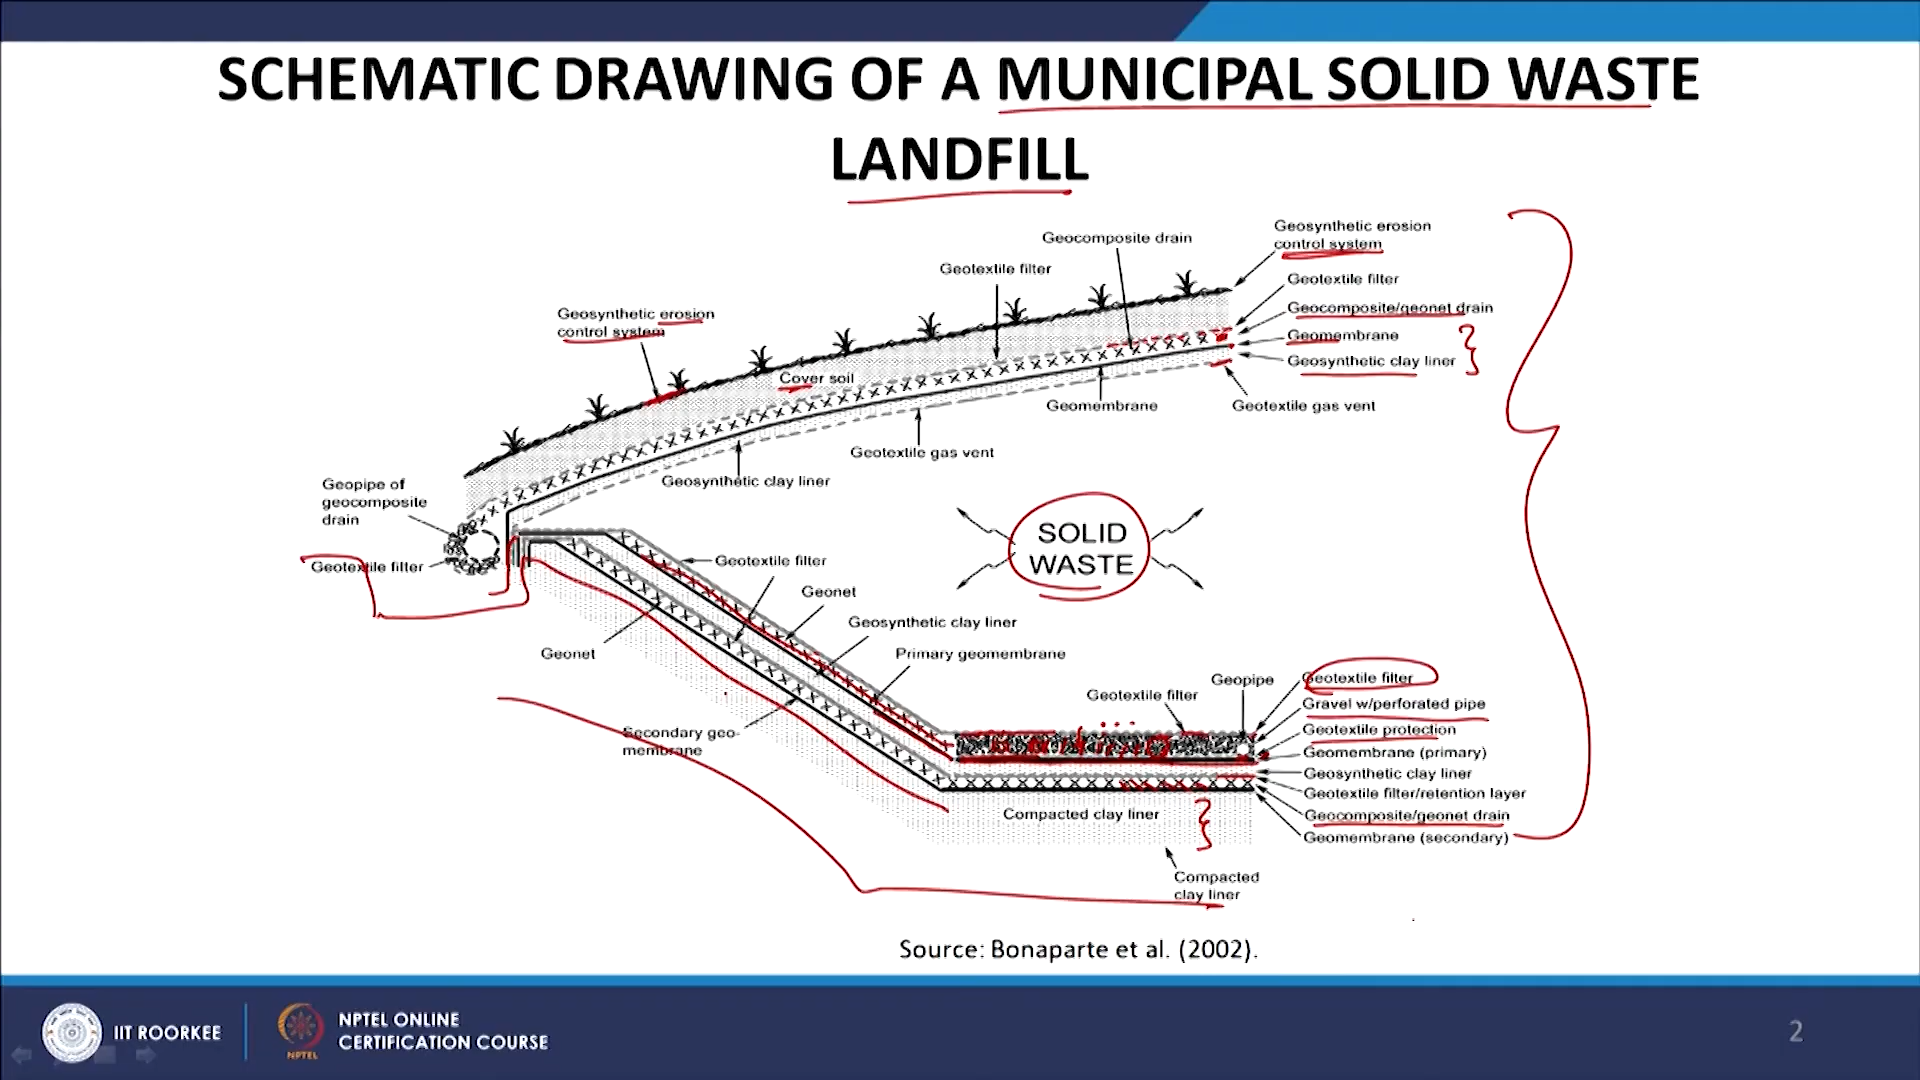 SCHEMATIC DRAWING OF A MUNICIPAL SOLID WASTE
LANDFILL
Geosynthetic erosion
control system
Geocomposite drain
Geotextile filter
Geotextile filter
Geocomposite/geonet drain
Geosynthetic erosion
control system
Geomembrane
Geosynthetic clay liner
Cover soil
Geomembrane
Geotextile gas vent
Geotextile gas vent
Geosynthetic clay liner
Geopipe of
geocomposite
drain
SOLID
WASTE
Geotextile filter
Geotextile filter
Geonet
Geosynthetic clay liner
Geonet
Primary geomembrane
Geopipe
Geotextile filter
Geotextile filter
Gravel w/perforated pipe
Geotextile protection
Secondary geo-
membrane
Geomembrane (primary)
Geosynthetic clay liner
Geotextile filter/retention layer
Geocomposite/geonet drain
Geomembrane (secondary)
Compacted clay liner
Compacted
clay liner
Source: Bonaparte et al. (2002).
IIT ROORKEE
NPTEL
NPTEL ONLINE
CERTIFICATION COURSE
2